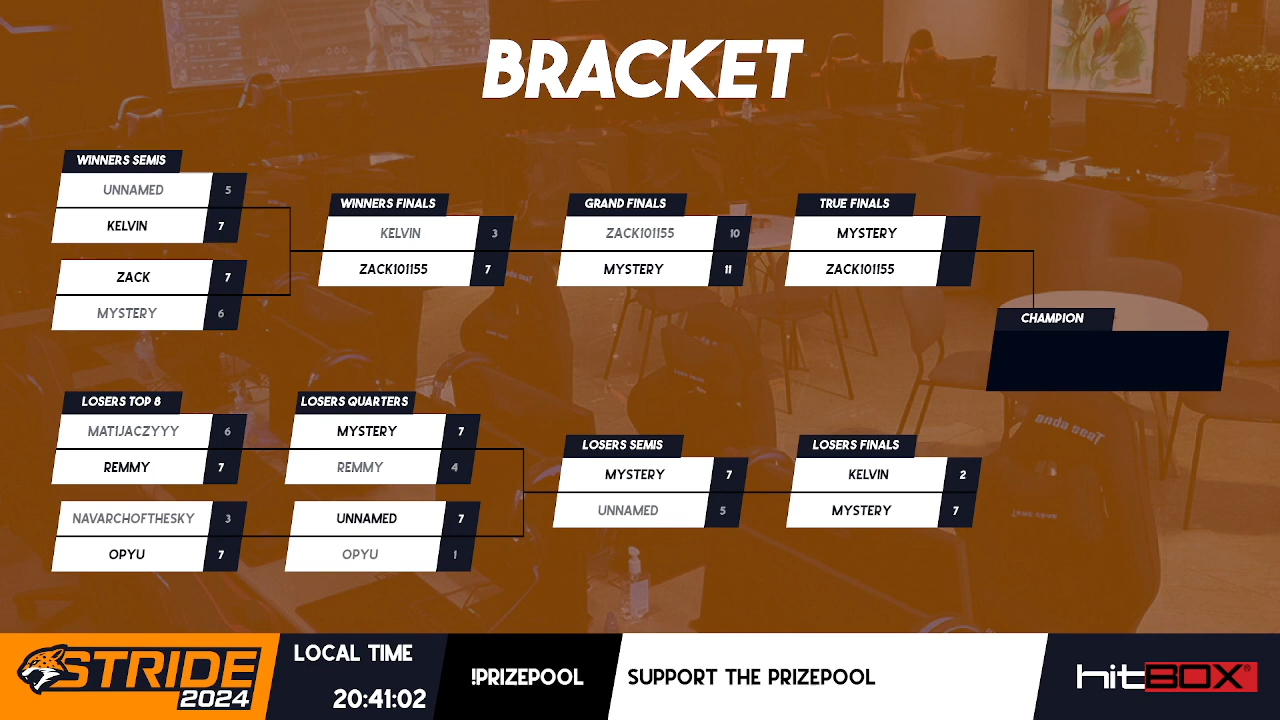 BRACKET
WINNERS SEMIS
UNNAMED 5
KELVIN 7
ZACK 7
MYSTERY 6
WINNERS FINALS
KELVIN 3
ZACK101155 7
GRAND FINALS
ZACK101155 10
MYSTERY 11
TRUE FINALS
MYSTERY
ZACK101155
CHAMPION
LOSERS TOP 8
MATIJACZYYY 6
REMMY 7
NAVARCHOFTHESKY 3
OPYU 7
LOSERS QUARTERS
MYSTERY 7
REMMY 4
UNNAMED 7
OPYU 1
LOSERS SEMIS
MYSTERY 7
UNNAMED 5
LOSERS FINALS
KELVIN 2
MYSTERY 7
anda seaT
STRIDE
2024
LOCAL TIME
20:41:02
!PRIZEPOOL
SUPPORT THE PRIZEPOOL
hitBOX®